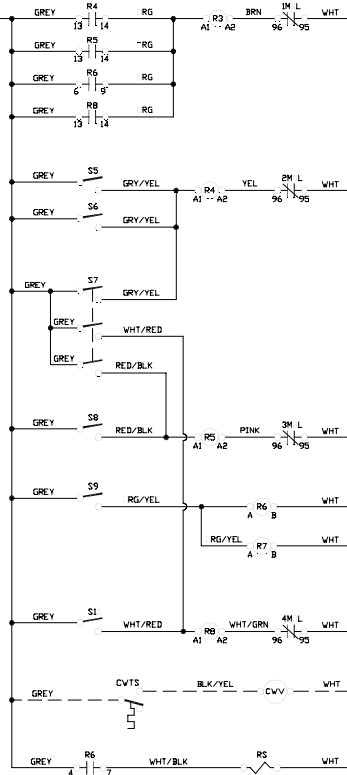 GREY R4 RG R3 BRN 1M L WHT
13 14 A1 A2 96 95
GREY R5 RG
13 14
GREY R6 RG
6 9
GREY R8 RG
13 14
GREY S5 GRY/YEL R4 YEL 2M L WHT
A1 A2 96 95
GREY S6 GRY/YEL
GREY S7 GRY/YEL
GREY WHT/RED
GREY RED/BLK
GREY S8 RED/BLK R5 PINK 3M L WHT
A1 A2 96 95
GREY S9 RG/YEL R6 WHT
A B
RG/YEL R7 WHT
A B
GREY S1 WHT/RED R8 WHT/GRN 4M L WHT
A1 A2 96 95
GREY CWTS BLK/YEL CWV WHT
GREY R6 WHT/BLK RS WHT
4 7